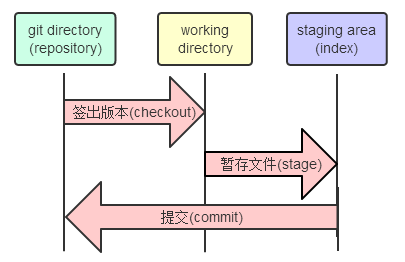 git directory
(repository)
working
directory
staging area
(index)
签出版本(checkout)
暂存文件(stage)
提交(commit)